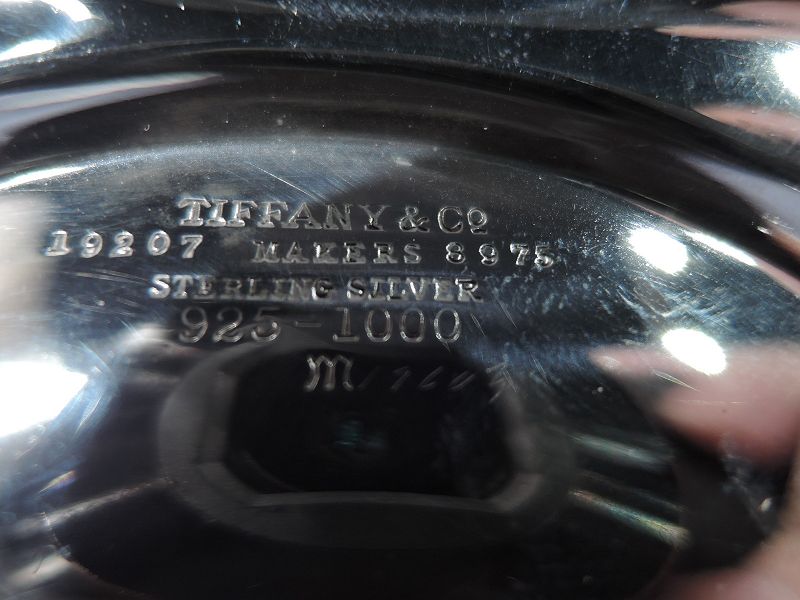 TIFFANY & Co
19207 MAKERS 8975
STERLING SILVER
925-1000
M